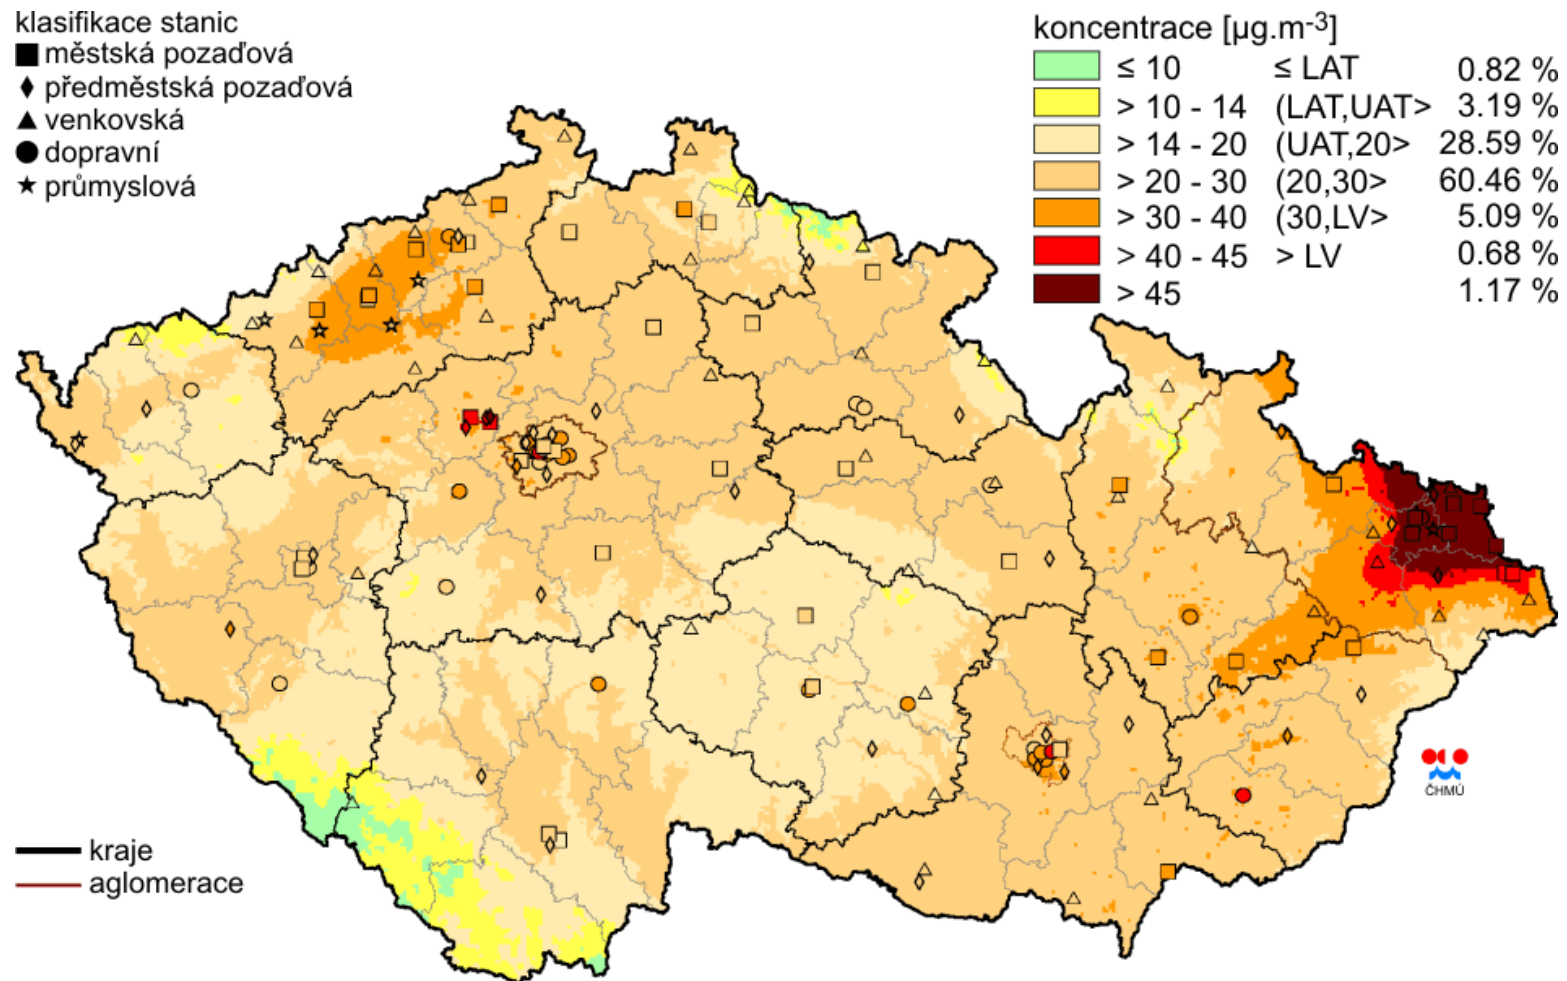 klasifikace stanic
městská pozaďová
předměstská pozaďová
venkovská
dopravní
průmyslová
koncentrace [µg.m-3]
≤ 10 ≤ LAT 0.82 %
> 10 - 14 (LAT,UAT> 3.19 %
> 14 - 20 (UAT,20> 28.59 %
> 20 - 30 (20,30> 60.46 %
> 30 - 40 (30,LV> 5.09 %
> 40 - 45 > LV 0.68 %
> 45 1.17 %
ČHMÚ
kraje
aglomerace